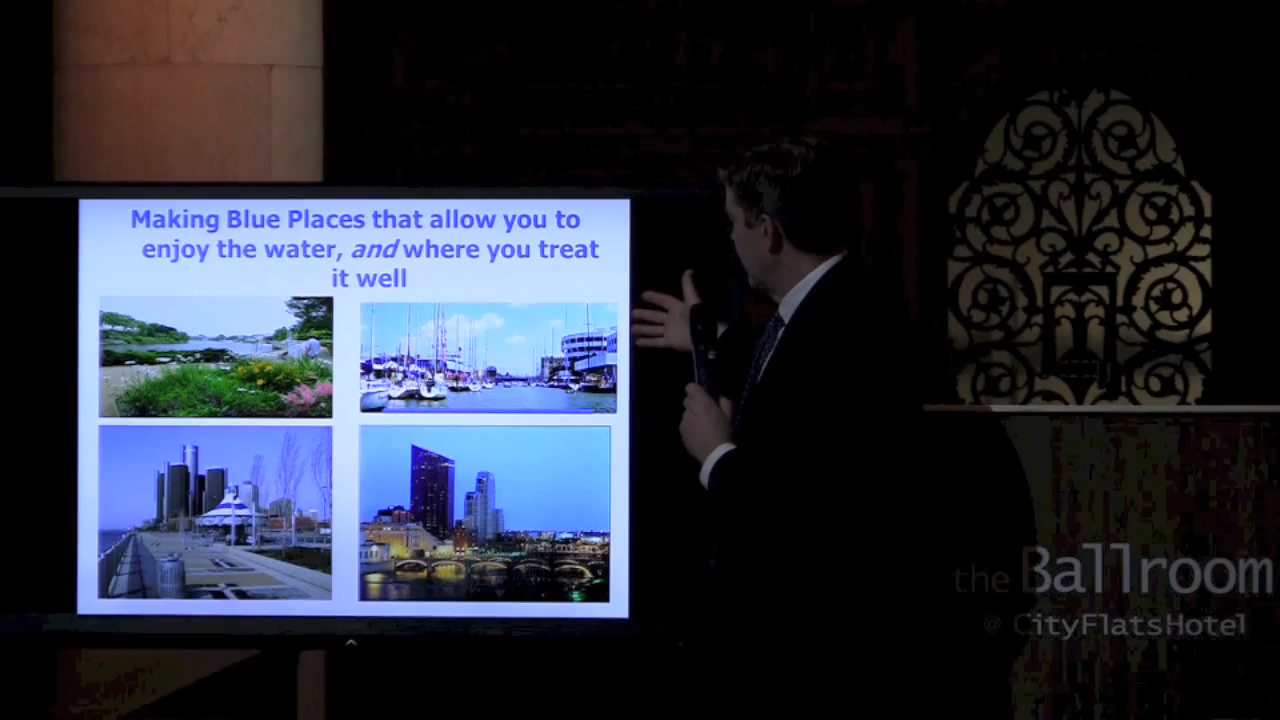 Making Blue Places that allow you to
enjoy the water, and where you treat
it well
the Ballroom
@ CityFlatsHotel